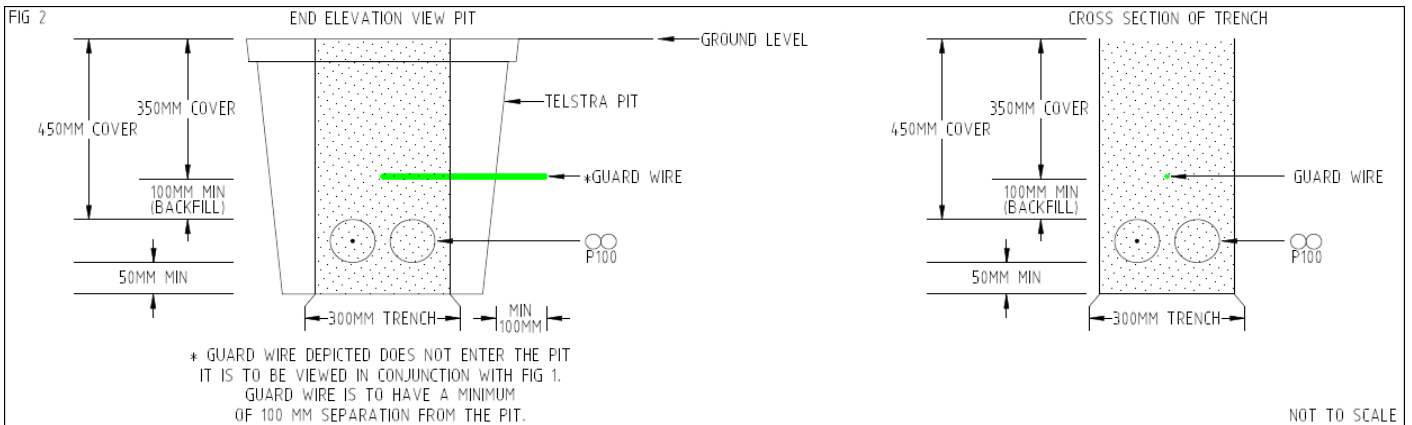 FIG 2
END ELEVATION VIEW PIT
GROUND LEVEL
350MM COVER
TELSTRA PIT
450MM COVER
*GUARD WIRE
100MM MIN
(BACKFILL)
P100
50MM MIN
300MM TRENCH
MIN
100MM
* GUARD WIRE DEPICTED DOES NOT ENTER THE PIT
IT IS TO BE VIEWED IN CONJUNCTION WITH FIG 1.
GUARD WIRE IS TO HAVE A MINIMUM
OF 100 MM SEPARATION FROM THE PIT.
CROSS SECTION OF TRENCH
350MM COVER
450MM COVER
GUARD WIRE
100MM MIN
(BACKFILL)
P100
50MM MIN
300MM TRENCH
NOT TO SCALE